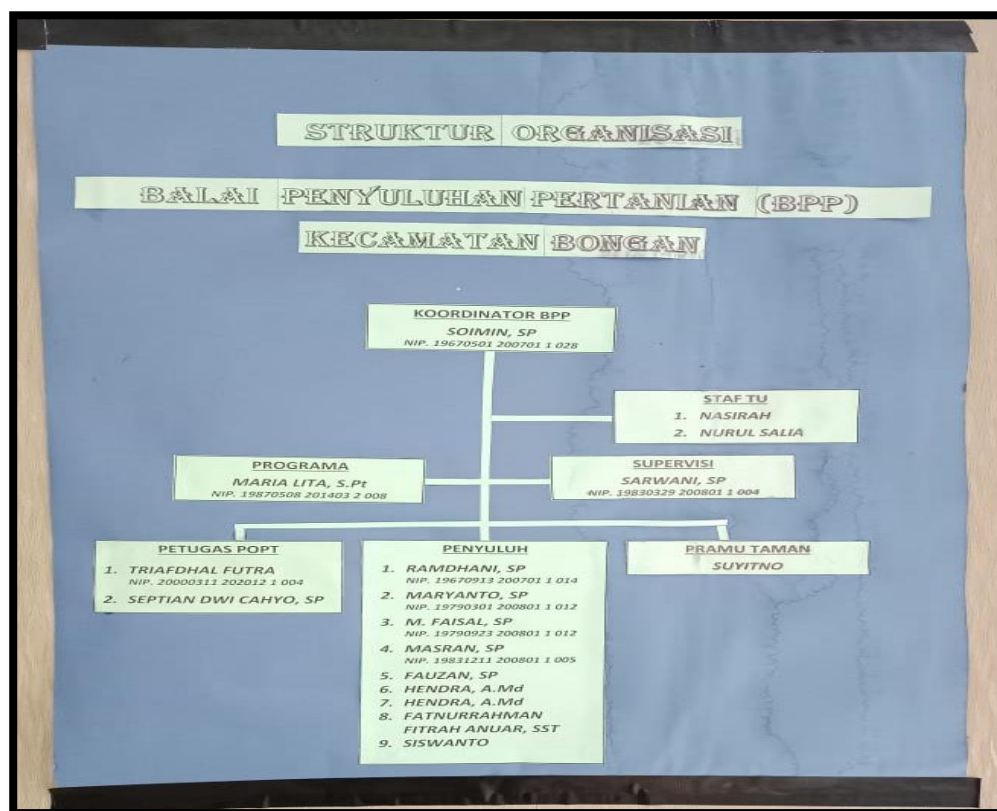 STRUKTUR ORGANISASI
BALAI PENYULUHAN PERTANIAN (BPP)
KECAMATAN BONGAN
KOORDINATOR BPP
SOIMIN, SP
NIP. 19670501 200701 1 028
STAF TU
1. NASIRAH
2. NURUL SALIA
PROGRAMA
MARIA LITA, S.Pt
NIP. 19870508 201403 2 008
SUPERVISI
SARWANI, SP
NIP. 19830329 200801 1 004
PETUGAS POPT
1. TRIAFDHAL FUTRA
NIP. 20000311 202012 1 004
2. SEPTIAN DWI CAHYO, SP
PENYULUH
1. RAMDHANI, SP
NIP. 19670913 200701 1 014
2. MARYANTO, SP
NIP. 19790301 200801 1 012
3. M. FAISAL, SP
NIP. 19790923 200801 1 012
4. MASRAN, SP
NIP. 19831211 200801 1 005
5. FAUZAN, SP
6. HENDRA, A.Md
7. HENDRA, A.Md
8. FATNURRAHMAN
FITRAH ANUAR, SST
9. SISWANTO
PRAMU TAMAN
SUYITNO